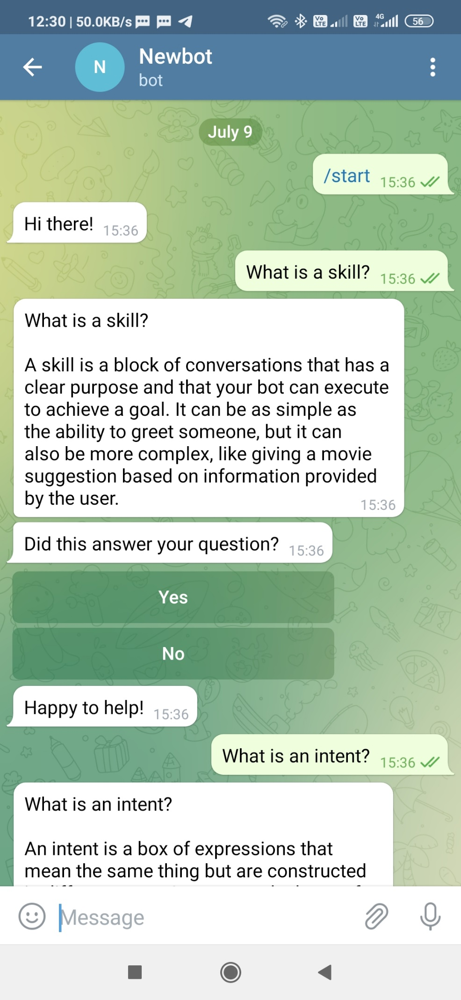 12:30 | 50.0KB/s
Vo LTE
Vo LTE
4G
56
N
Newbot
bot
July 9
/start 15:36
Hi there! 15:36
What is a skill? 15:36
What is a skill?
A skill is a block of conversations that has a
clear purpose and that your bot can execute
to achieve a goal. It can be as simple as
the ability to greet someone, but it can
also be more complex, like giving a movie
suggestion based on information provided
by the user.
15:36
Did this answer your question? 15:36
Yes
No
Happy to help! 15:36
What is an intent? 15:36
What is an intent?
An intent is a box of expressions that
mean the same thing but are constructed
Message